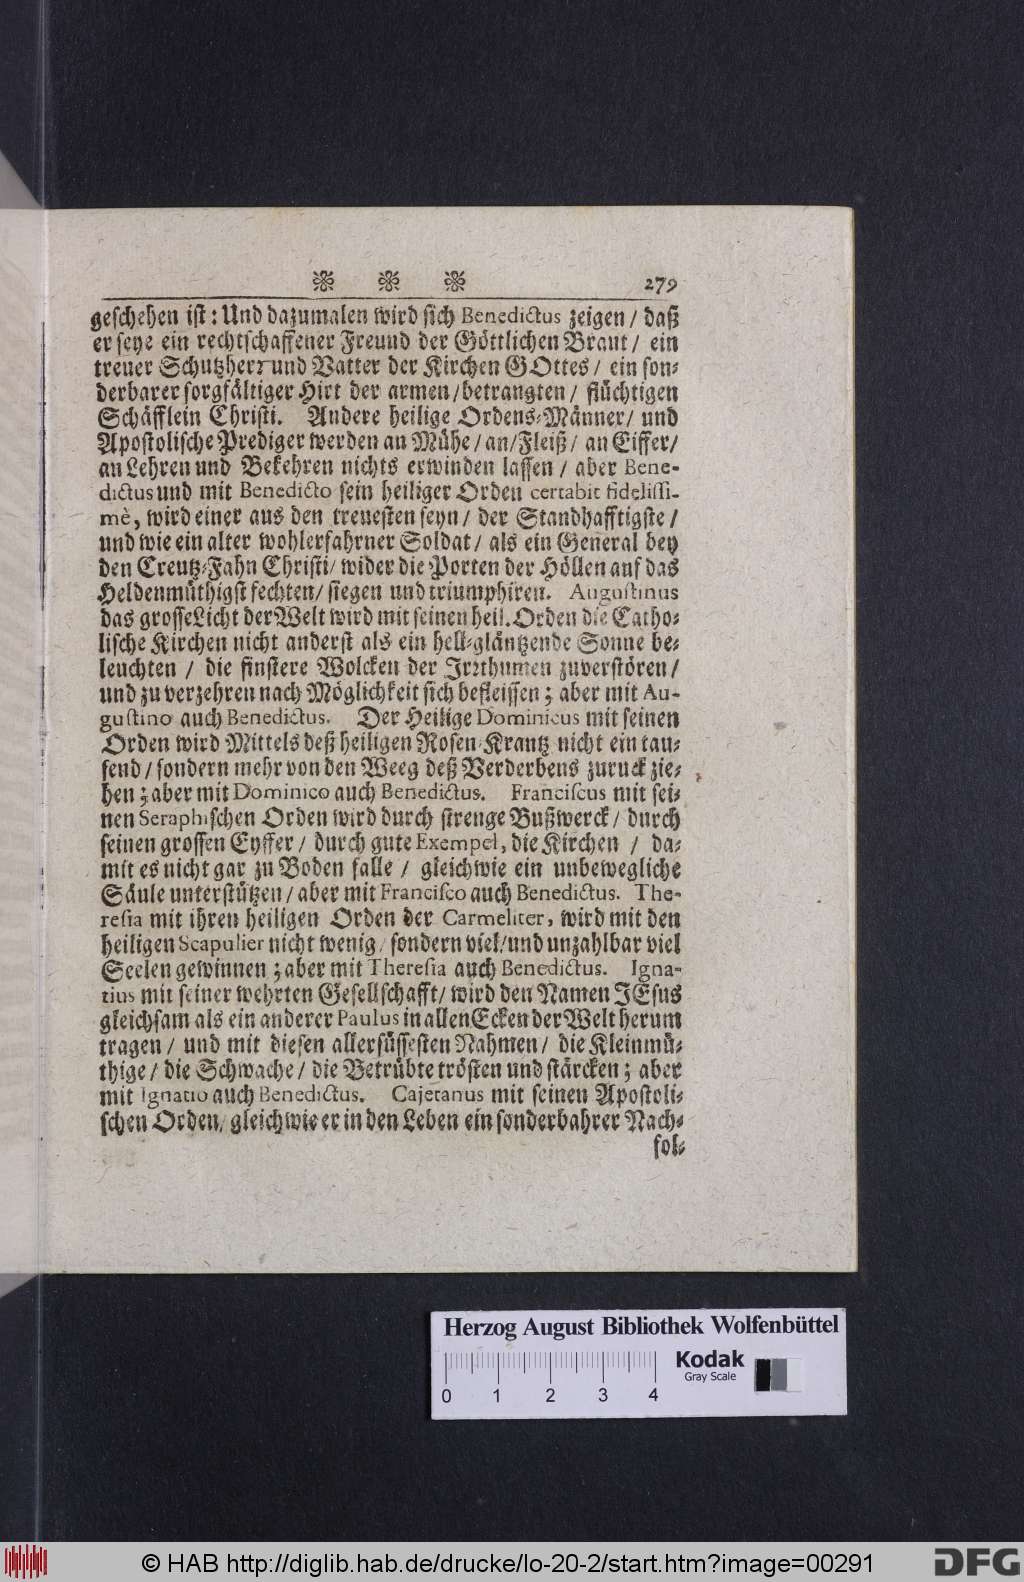 ❉ ❉ ❉ 279
geschehen ist: Und dazumalen wird sich Benedictus zeigen / daß
er seye ein rechtschaffener Freund der Göttlichen Braut / ein
treuer Schutzherꝛ und Vatter der Kirchen GOttes / ein son-
derbarer sorgfältiger Hirt der armen / betrangten / flüchtigen
Schäfflein Christi. Andere heilige Ordens-Männer / und
Apostolische Prediger werden an Mühe / an / Fleiß / an Eiffer /
an Lehren und Bekehren nichts erwinden lassen / aber Bene-
dictus und mit Benedicto sein heiliger Orden certabit fidelissi-
mè, wird einer aus den treuesten seyn / der Standhafftigste /
und wie ein alter wohlerfahrner Soldat / als ein General bey
den Creutz-Fahn Christi / wider die Porten der Höllen auf das
Heldenmüthigst fechten / siegen und triumphiren. Augustinus
das grosse Licht der Welt wird mit seinen heil. Orden die Catho-
lische Kirchen nicht anderst als ein hell-gläntzende Sonne be-
leuchten / die finstere Wolcken der Jrꝛthumen zuverstören /
und zu verzehren nach Möglichkeit sich befleissen; aber mit Au-
gustino auch Benedictus. Der Heilige Dominicus mit seinen
Orden wird Mittels deß heiligen Rosen-Krantz nicht ein tau-
send / sondern mehr von den Weeg deß Verderbens zuruck zie-
hen; aber mit Dominico auch Benedictus. Franciscus mit sei-
nen Seraphischen Orden wird durch strenge Bußwerck / durch
seinen grossen Eyffer / durch gute Exempel, die Kirchen / da-
mit es nicht gar zu Boden falle / gleichwie ein unbewegliche
Säule unterstützen / aber mit Francisco auch Benedictus. The-
resia mit ihren heiligen Orden der Carmeliter, wird mit den
heiligen Scapulier nicht wenig / sondern viel / und unzahlbar viel
Seelen gewinnen; aber mit Theresia auch Benedictus. Igna-
tius mit seiner wehrten Gesellschafft / wird den Namen JEsus
gleichsam als ein anderer Paulus in allen Ecken der Welt herum
tragen / und mit diesen allersüssesten Nahmen / die Kleinmü-
thige / die Schwache / die Betrübte trösten und stärcken; aber
mit Ignatio auch Benedictus. Cajetanus mit seinen Apostoli-
schen Orden / gleichwie er in den Leben ein sonderbahrer Nach-
fol-
Herzog August Bibliothek Wolfenbüttel
Kodak
Gray Scale
0 1 2 3 4
© HAB http://diglib.hab.de/drucke/lo-20-2/start.htm?image=00291
DFG